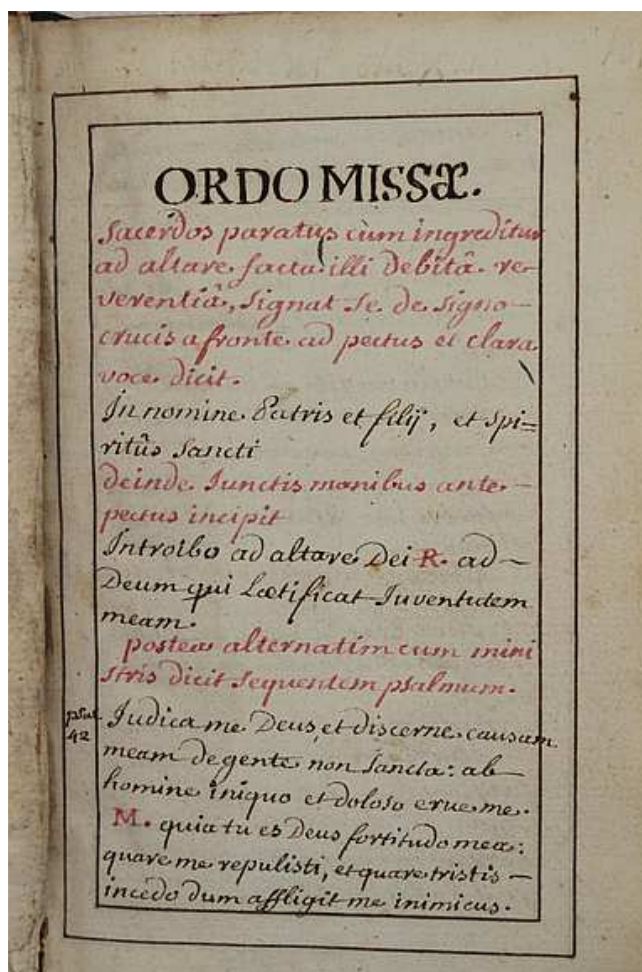 ORDO MISSÆ.
Sacerdos paratus cùm ingreditur
ad altare facta illi debitâ re-
verentiâ, signat se de signo
crucis a fronte ad pectus et clara
voce dicit.
In nomine Patris et filij, et Spi=
ritûs Sancti
deinde Junctis manibus ante
pectus incipit
Introibo ad altare Dei R. ad
Deum qui Lætificat Juventutem
meam.
postea alternatim cum mini
stris dicit sequentem psalmum.
psal. 42
Judica me Deus, et discerne causam
meam de gente non Sancta: ab
homine iniquo et doloso erue me.
M. quia tu es Deus fortitudo mea:
quare me repulisti, et quare tristis
incedo dum affligit me inimicus.